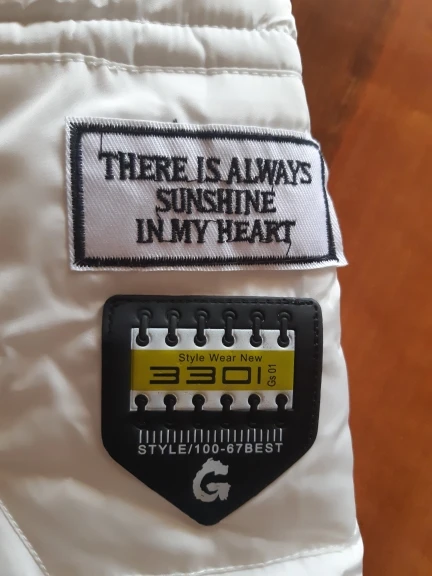 THERE IS ALWAYS
SUNSHINE
IN MY HEART
Style Wear New
3301
Gs 01
STYLE/100-67BEST
G